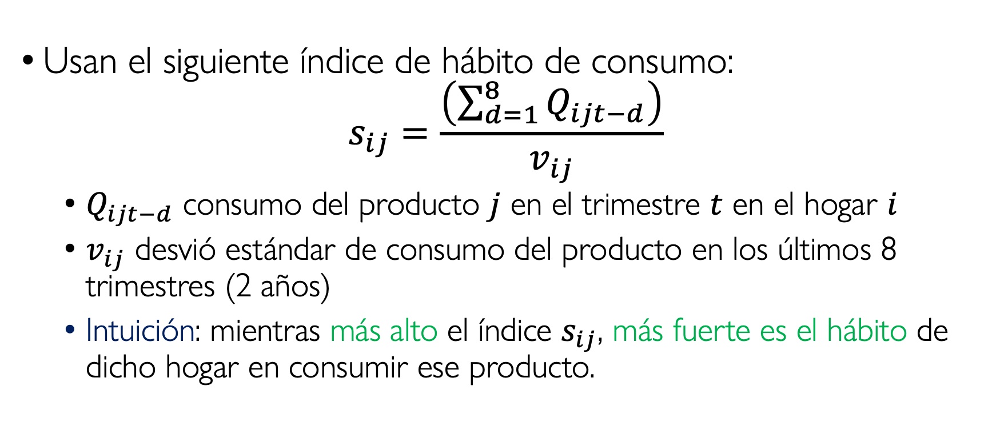 • Usan el siguiente índice de hábito de consumo:
s_{ij} = \frac{(\sum_{d=1}^{8} Q_{ijt-d})}{v_{ij}}
• Q_{ijt-d} consumo del producto j en el trimestre t en el hogar i
• v_{ij} desvió estándar de consumo del producto en los últimos 8
trimestres (2 años)
• Intuición: mientras más alto el índice s_{ij}, más fuerte es el hábito de
dicho hogar en consumir ese producto.